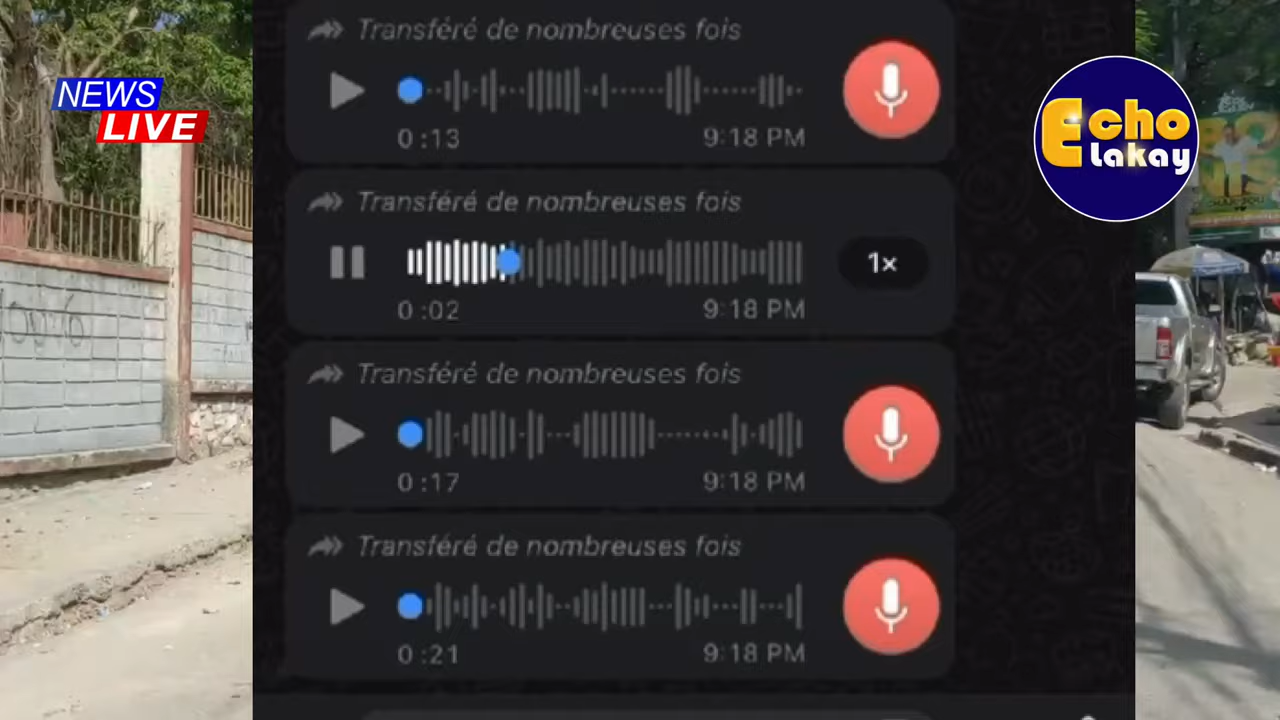 NEWS
LIVE
Echo
lakay
Transféré de nombreuses fois
0:13
9:18 PM
Transféré de nombreuses fois
1×
0:02
9:18 PM
Transféré de nombreuses fois
0:17
9:18 PM
Transféré de nombreuses fois
0:21
9:18 PM